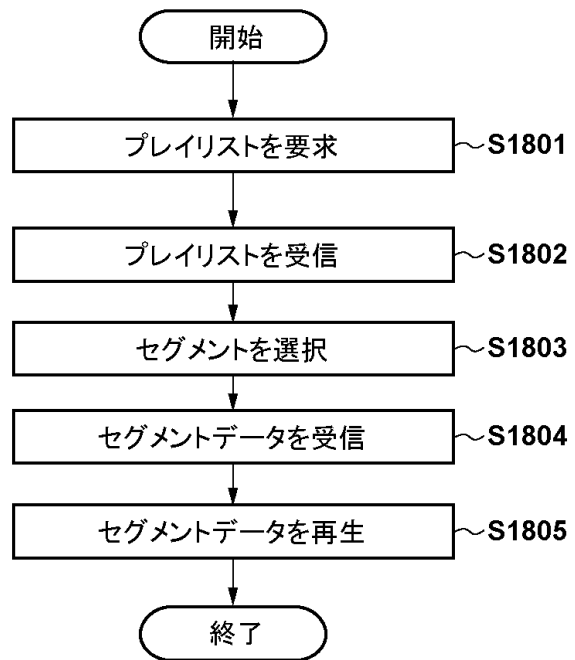 開始
プレイリストを要求 S1801
プレイリストを受信 S1802
セグメントを選択 S1803
セグメントデータを受信 S1804
セグメントデータを再生 S1805
終了